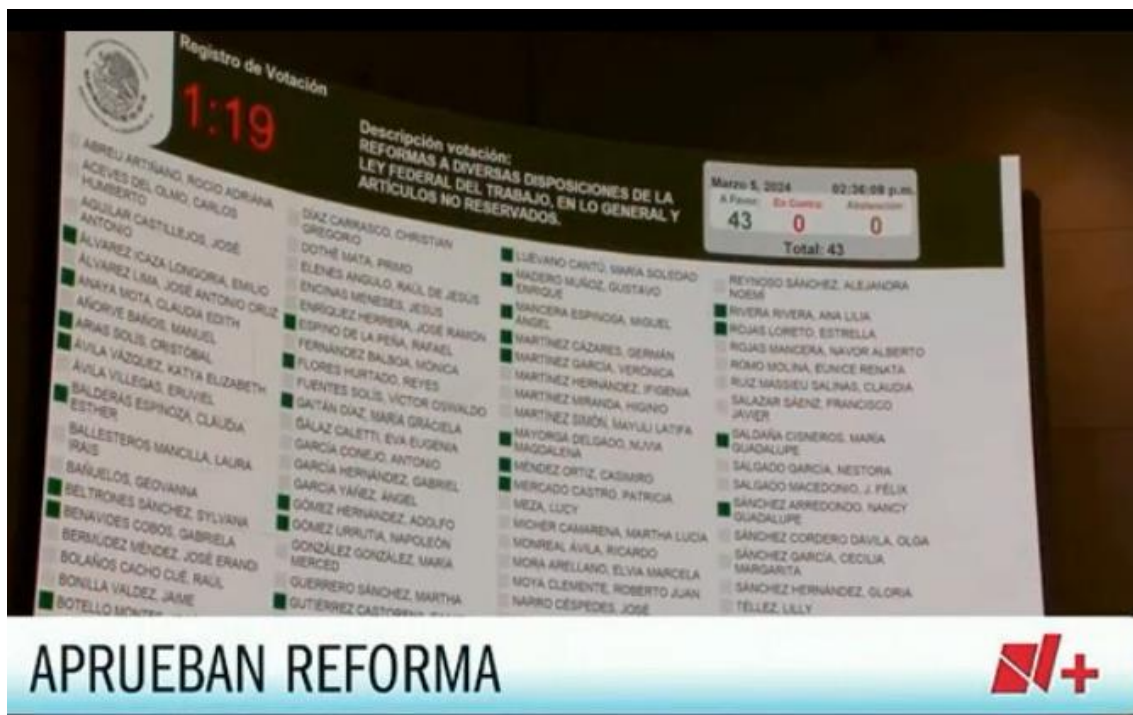 Registro de Votación
1:19
Descripción votación:
REFORMAS A DIVERSAS DISPOSICIONES DE LA
LEY FEDERAL DEL TRABAJO, EN LO GENERAL Y
ARTÍCULOS NO RESERVADOS.
Marzo 5, 2024 02:36:09 p.m.
A Favor: En Contra: Abstención:
43 0 0
Total: 43
ABREU ARTIÑANO, ROCÍO ADRIANA
ACEVES DEL OLMO, CARLOS
HUMBERTO
AGUILAR CASTILLEJOS, JOSÉ
ANTONIO
ÁLVAREZ ICAZA LONGORIA, EMILIO
ÁLVAREZ LIMA, JOSÉ ANTONIO CRUZ
ANAYA MOTA, CLAUDIA EDITH
AÑORVE BAÑOS, MANUEL
ARIAS SOLÍS, CRISTÓBAL
ÁVILA VÁZQUEZ, KATYA ELIZABETH
ÁVILA VILLEGAS, ERUVIEL
BALDERAS ESPINOZA, CLAUDIA
ESTHER
BALLESTEROS MANCILLA, LAURA
IRAIS
BAÑUELOS, GEOVANNA
BELTRONES SÁNCHEZ, SYLVANA
BENAVIDES COBOS, GABRIELA
BERMÚDEZ MÉNDEZ, JOSÉ ERANDI
BOLAÑOS CACHO CUÉ, RAÚL
BONILLA VALDEZ, JAIME
BOTELLO
DÍAZ CARRASCO, CHRISTIAN
GREGORIO
DOTHÉ MATA, PRIMO
ELENES ANGULO, RAÚL DE JESÚS
ENCINAS MENESES, JESÚS
ENRÍQUEZ HERRERA, JOSÉ RAMÓN
ESPINO DE LA PEÑA, RAFAEL
FERNÁNDEZ BALBOA, MÓNICA
FLORES HURTADO, REYES
FUENTES SOLÍS, VÍCTOR OSWALDO
GAITÁN DÍAZ, MARÍA GRACIELA
GALAZ CALETTI, EVA EUGENIA
GARCÍA CONEJO, ANTONIO
GARCÍA HERNÁNDEZ, GABRIEL
GARCÍA YÁÑEZ, ÁNGEL
GÓMEZ HERNÁNDEZ, ADOLFO
GÓMEZ URRUTIA, NAPOLEÓN
GONZÁLEZ GONZÁLEZ, MARÍA
MERCED
GUERRERO SÁNCHEZ, MARTHA
GUTIÉRREZ CASTORENA,
LUEVANO CANTÚ, MARÍA SOLEDAD
MADERO MUÑOZ, GUSTAVO
ENRIQUE
MANCERA ESPINOSA, MIGUEL
ÁNGEL
MARTÍNEZ CÁZARES, GERMÁN
MARTÍNEZ GARCÍA, VERÓNICA
MARTÍNEZ HERNÁNDEZ, IFIGENIA
MARTÍNEZ MIRANDA, HIGINIO
MARTÍNEZ SIMÓN, MAYULI LATIFA
MAYORGA DELGADO, NUVIA
MAGDALENA
MÉNDEZ ORTIZ, CASIMIRO
MERCADO CASTRO, PATRICIA
MEZA, LUCY
MICHER CAMARENA, MARTHA LUCÍA
MONREAL ÁVILA, RICARDO
MORA ARELLANO, ELVIA MARCELA
MOYA CLEMENTE, ROBERTO JUAN
NARRO CÉSPEDES, JOSÉ
REYNOSO SÁNCHEZ, ALEJANDRA
NOEMÍ
RIVERA RIVERA, ANA LILIA
ROJAS LORETO, ESTRELLA
ROJAS MANCERA, NAVOR ALBERTO
ROMO MOLINA, EUNICE RENATA
RUIZ MASSIEU SALINAS, CLAUDIA
SALAZAR SÁENZ, FRANCISCO
JAVIER
SALDAÑA CISNEROS, MARÍA
GUADALUPE
SALGADO GARCÍA, NESTORA
SALGADO MACEDONIO, J. FÉLIX
SÁNCHEZ ARREDONDO, NANCY
GUADALUPE
SÁNCHEZ CORDERO DÁVILA, OLGA
SÁNCHEZ GARCÍA, CECILIA
MARGARITA
SÁNCHEZ HERNÁNDEZ, GLORIA
TÉLLEZ, LILLY
APRUEBAN REFORMA
N+